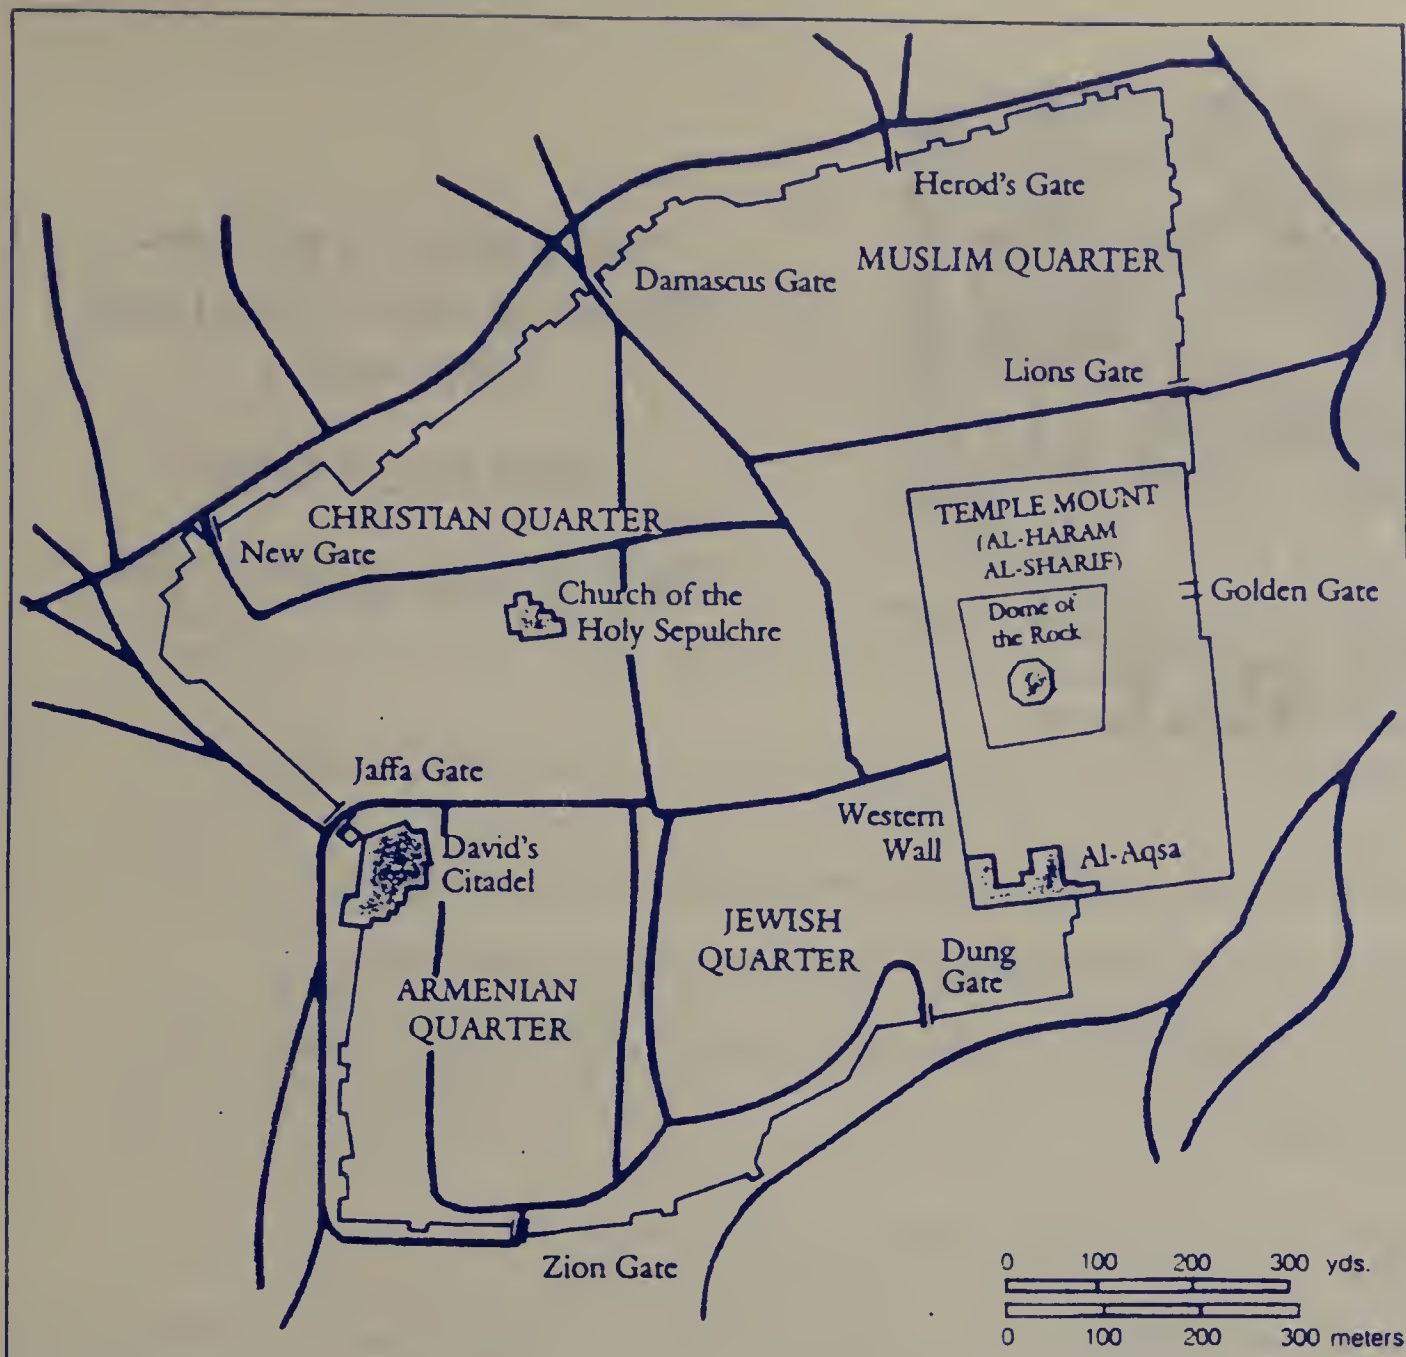 Herod's Gate
MUSLIM QUARTER
Damascus Gate
Lions Gate
TEMPLE MOUNT
(AL-HARAM
AL-SHARIF)
CHRISTIAN QUARTER
New Gate
Golden Gate
Church of the
Holy Sepulchre
Dome of
the Rock
Jaffa Gate
Western
Wall
David's
Citadel
Al-Aqsa
JEWISH
QUARTER
Dung
Gate
ARMENIAN
QUARTER
Zion Gate
0 100 200 300 yds.
0 100 200 300 meters